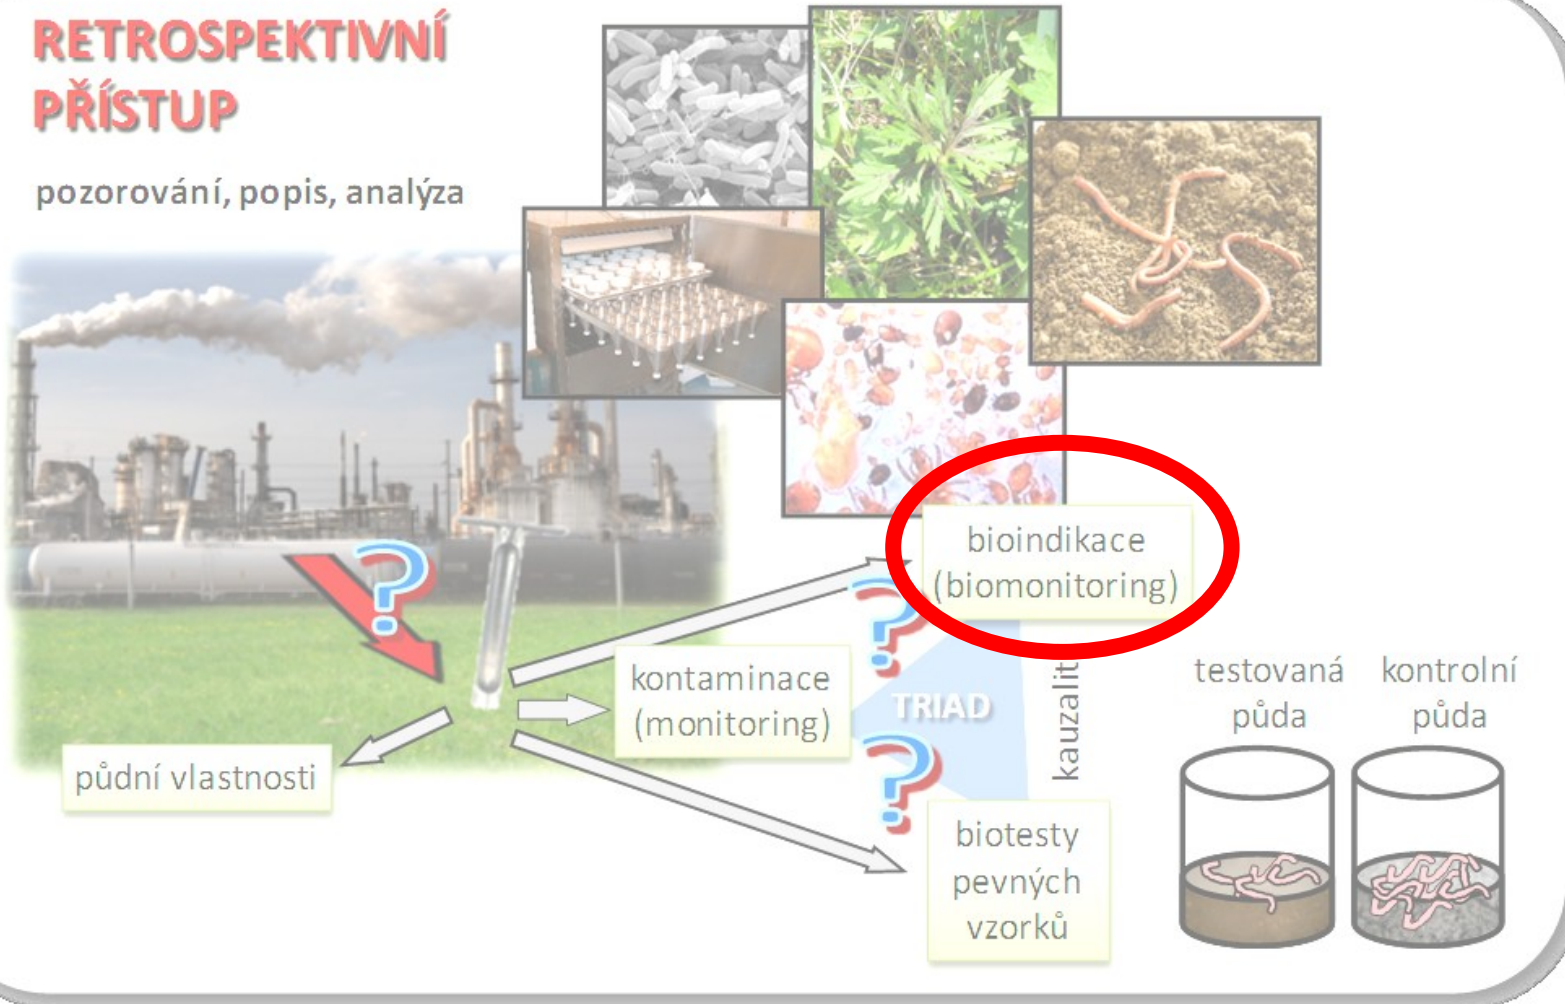 RETROSPEKTIVNÍ
PŘÍSTUP
pozorování, popis, analýza
bioindikace
(biomonitoring)
kontaminace
(monitoring)
TRIAD
kauzalit
testovaná
půda
kontrolní
půda
půdní vlastnosti
biotesty
pevných
vzorků